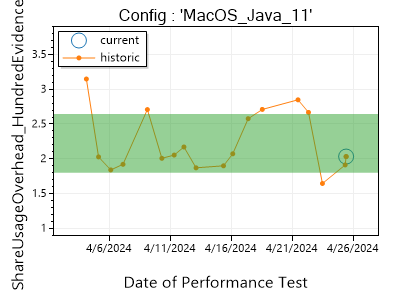 Config : 'MacOS_Java_11'
current
historic
ShareUsageOverhead_HundredEvidence
3.5
3
2.5
2
1.5
1
4/6/2024
4/11/2024
4/16/2024
4/21/2024
4/26/2024
Date of Performance Test